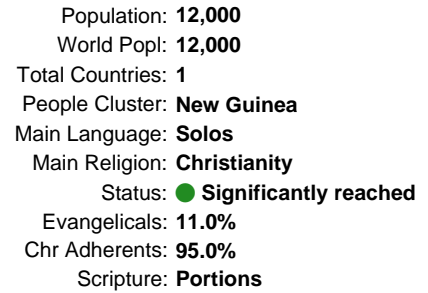 Population: 12,000
World Popl: 12,000
Total Countries: 1
People Cluster: New Guinea
Main Language: Solos
Main Religion: Christianity
Status: Significantly reached
Evangelicals: 11.0%
Chr Adherents: 95.0%
Scripture: Portions